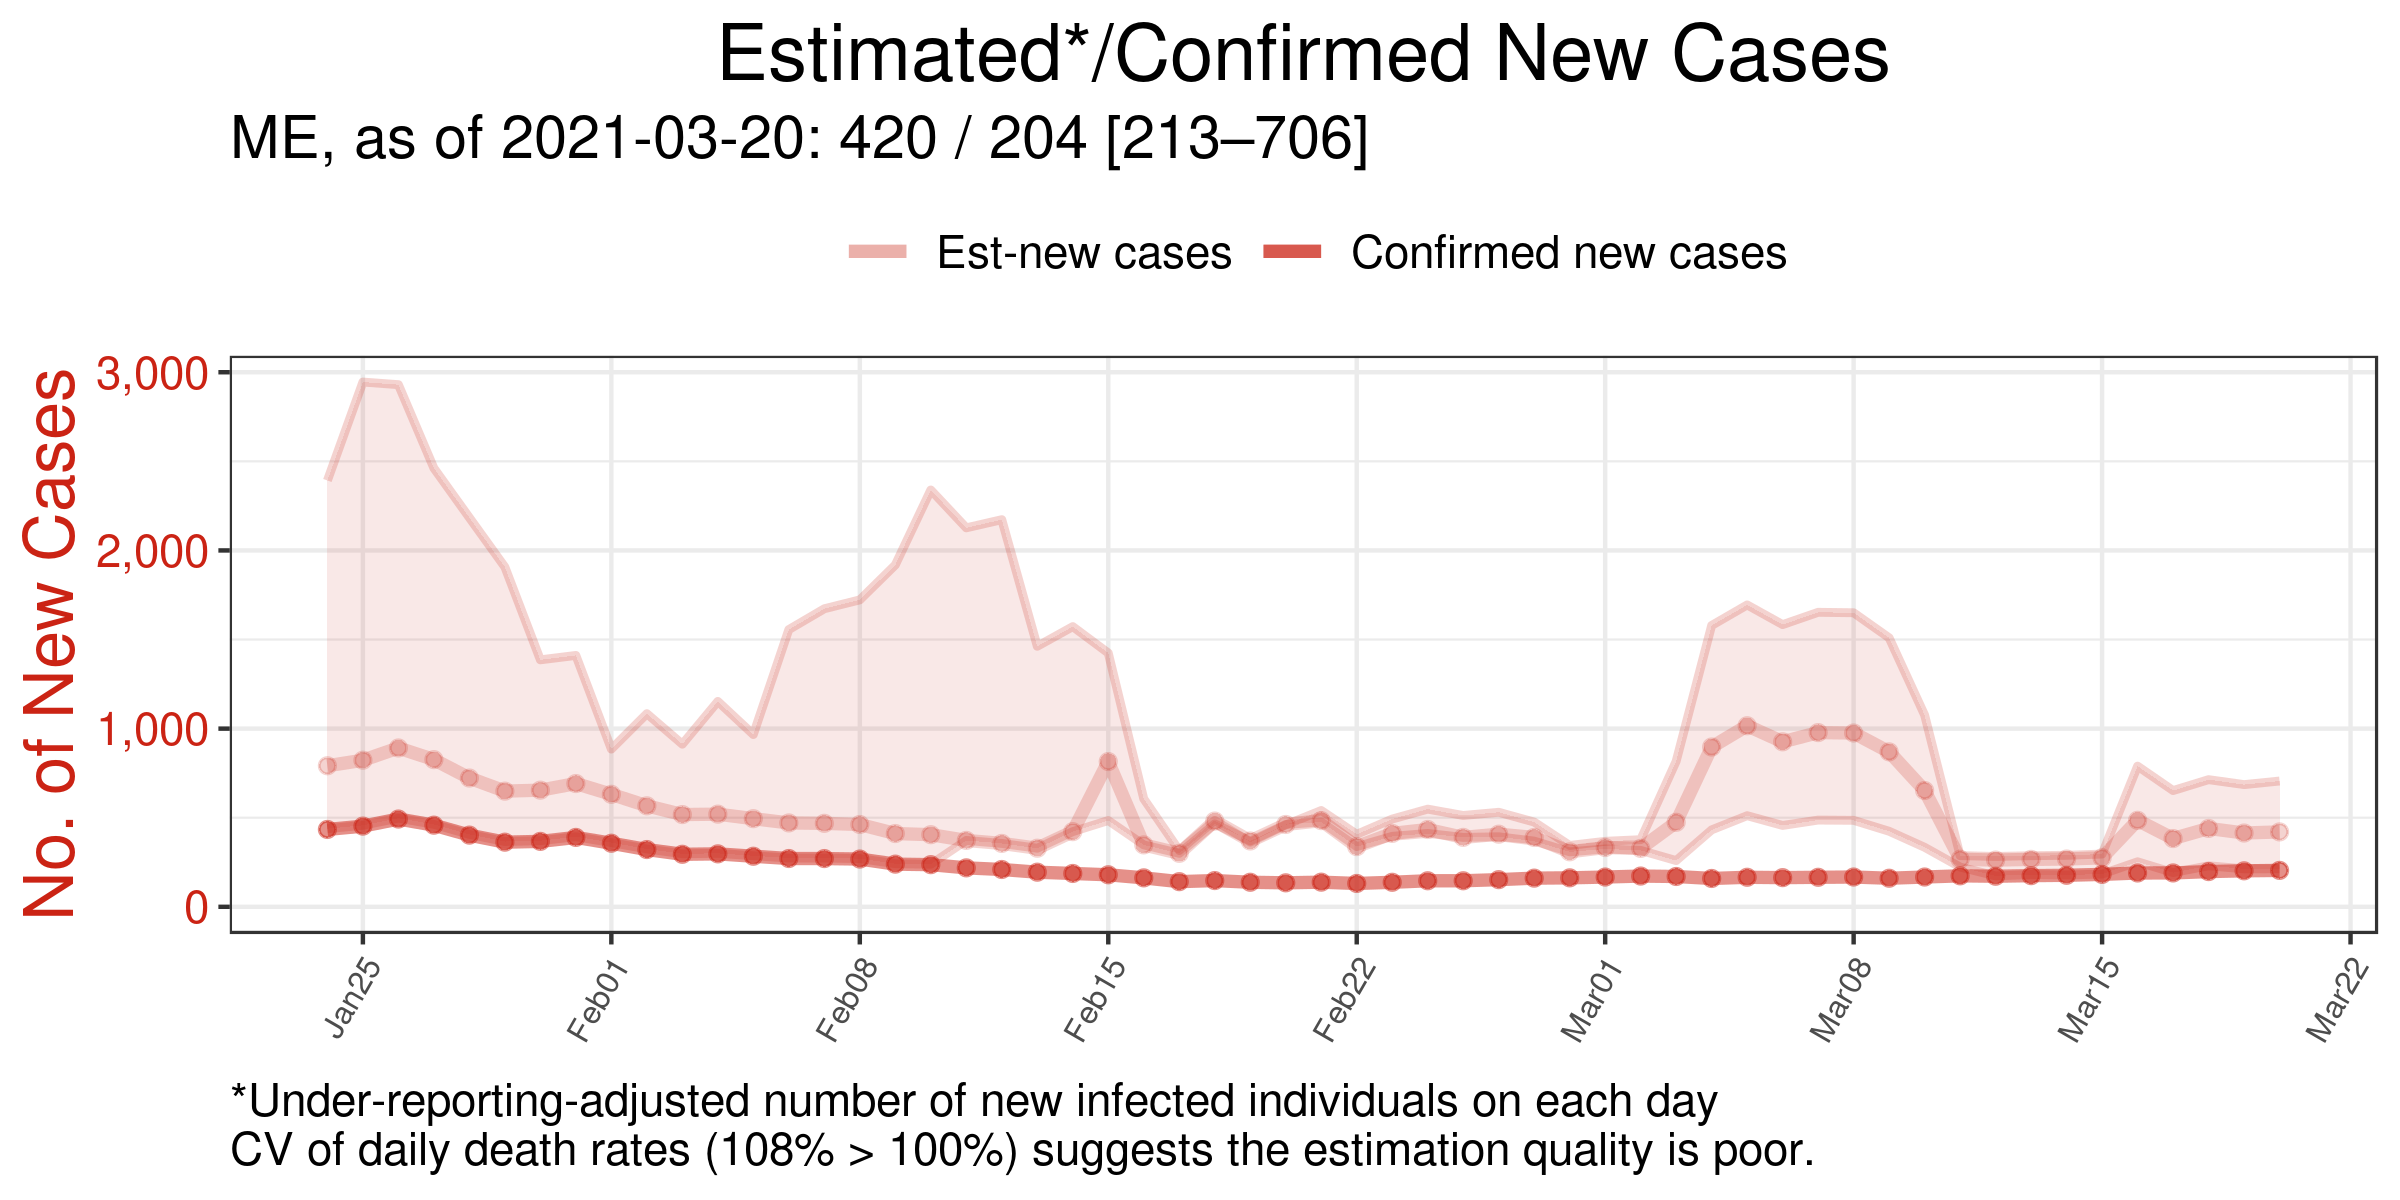 Estimated*/Confirmed New Cases
ME, as of 2021-03-20: 420 / 204 [213–706]
Est-new cases
Confirmed new cases
No. of New Cases
3,000
2,000
1,000
0
Jan25
Feb01
Feb08
Feb15
Feb22
Mar01
Mar08
Mar15
Mar22
*Under-reporting-adjusted number of new infected individuals on each day
CV of daily death rates (108% > 100%) suggests the estimation quality is poor.